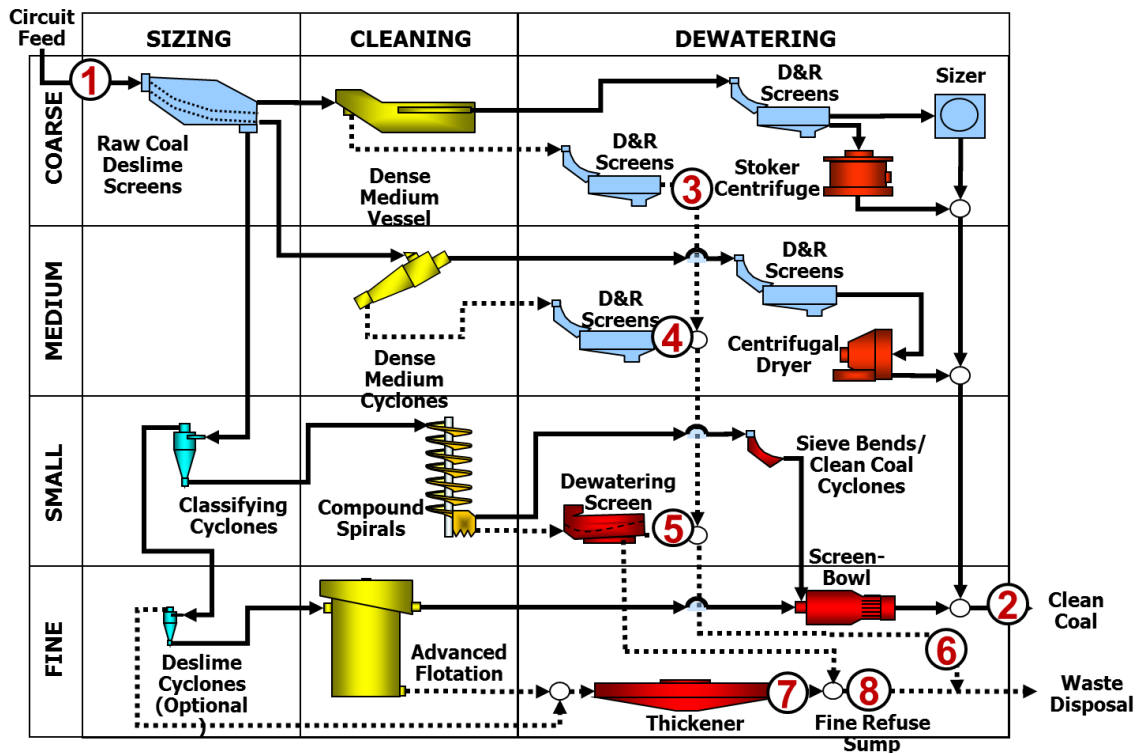 Circuit
Feed
SIZING
CLEANING
DEWATERING
COARSE
1
Raw Coal
Deslime
Screens
Dense
Medium
Vessel
D&R
Screens
3
D&R
Screens
Stoker
Centrifuge
Sizer
MEDIUM
Dense
Medium
Cyclones
D&R
Screens
4
D&R
Screens
Centrifugal
Dryer
SMALL
Classifying
Cyclones
Compound
Spirals
Dewatering
Screen
5
Sieve Bends/
Clean Coal
Cyclones
Screen-
Bowl
2
Clean
Coal
FINE
Deslime
Cyclones
(Optional
)
Advanced
Flotation
Thickener
7
8
Fine Refuse
Sump
6
Waste
Disposal